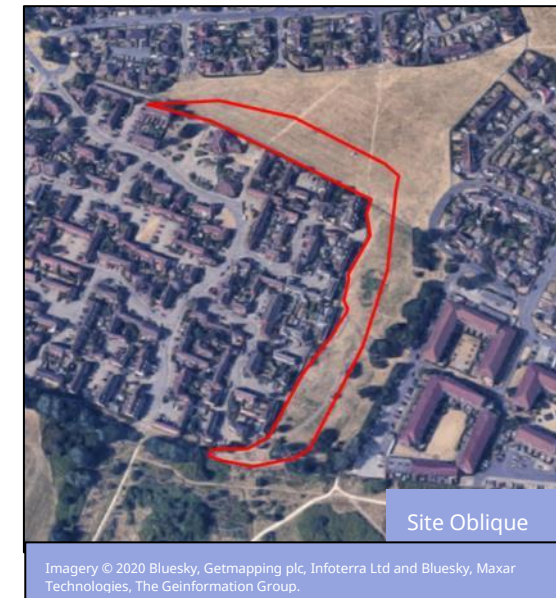 Site Oblique
Imagery © 2020 Bluesky, Getmapping plc, Infoterra Ltd and Bluesky, Maxar
Technologies, The Geinformation Group.